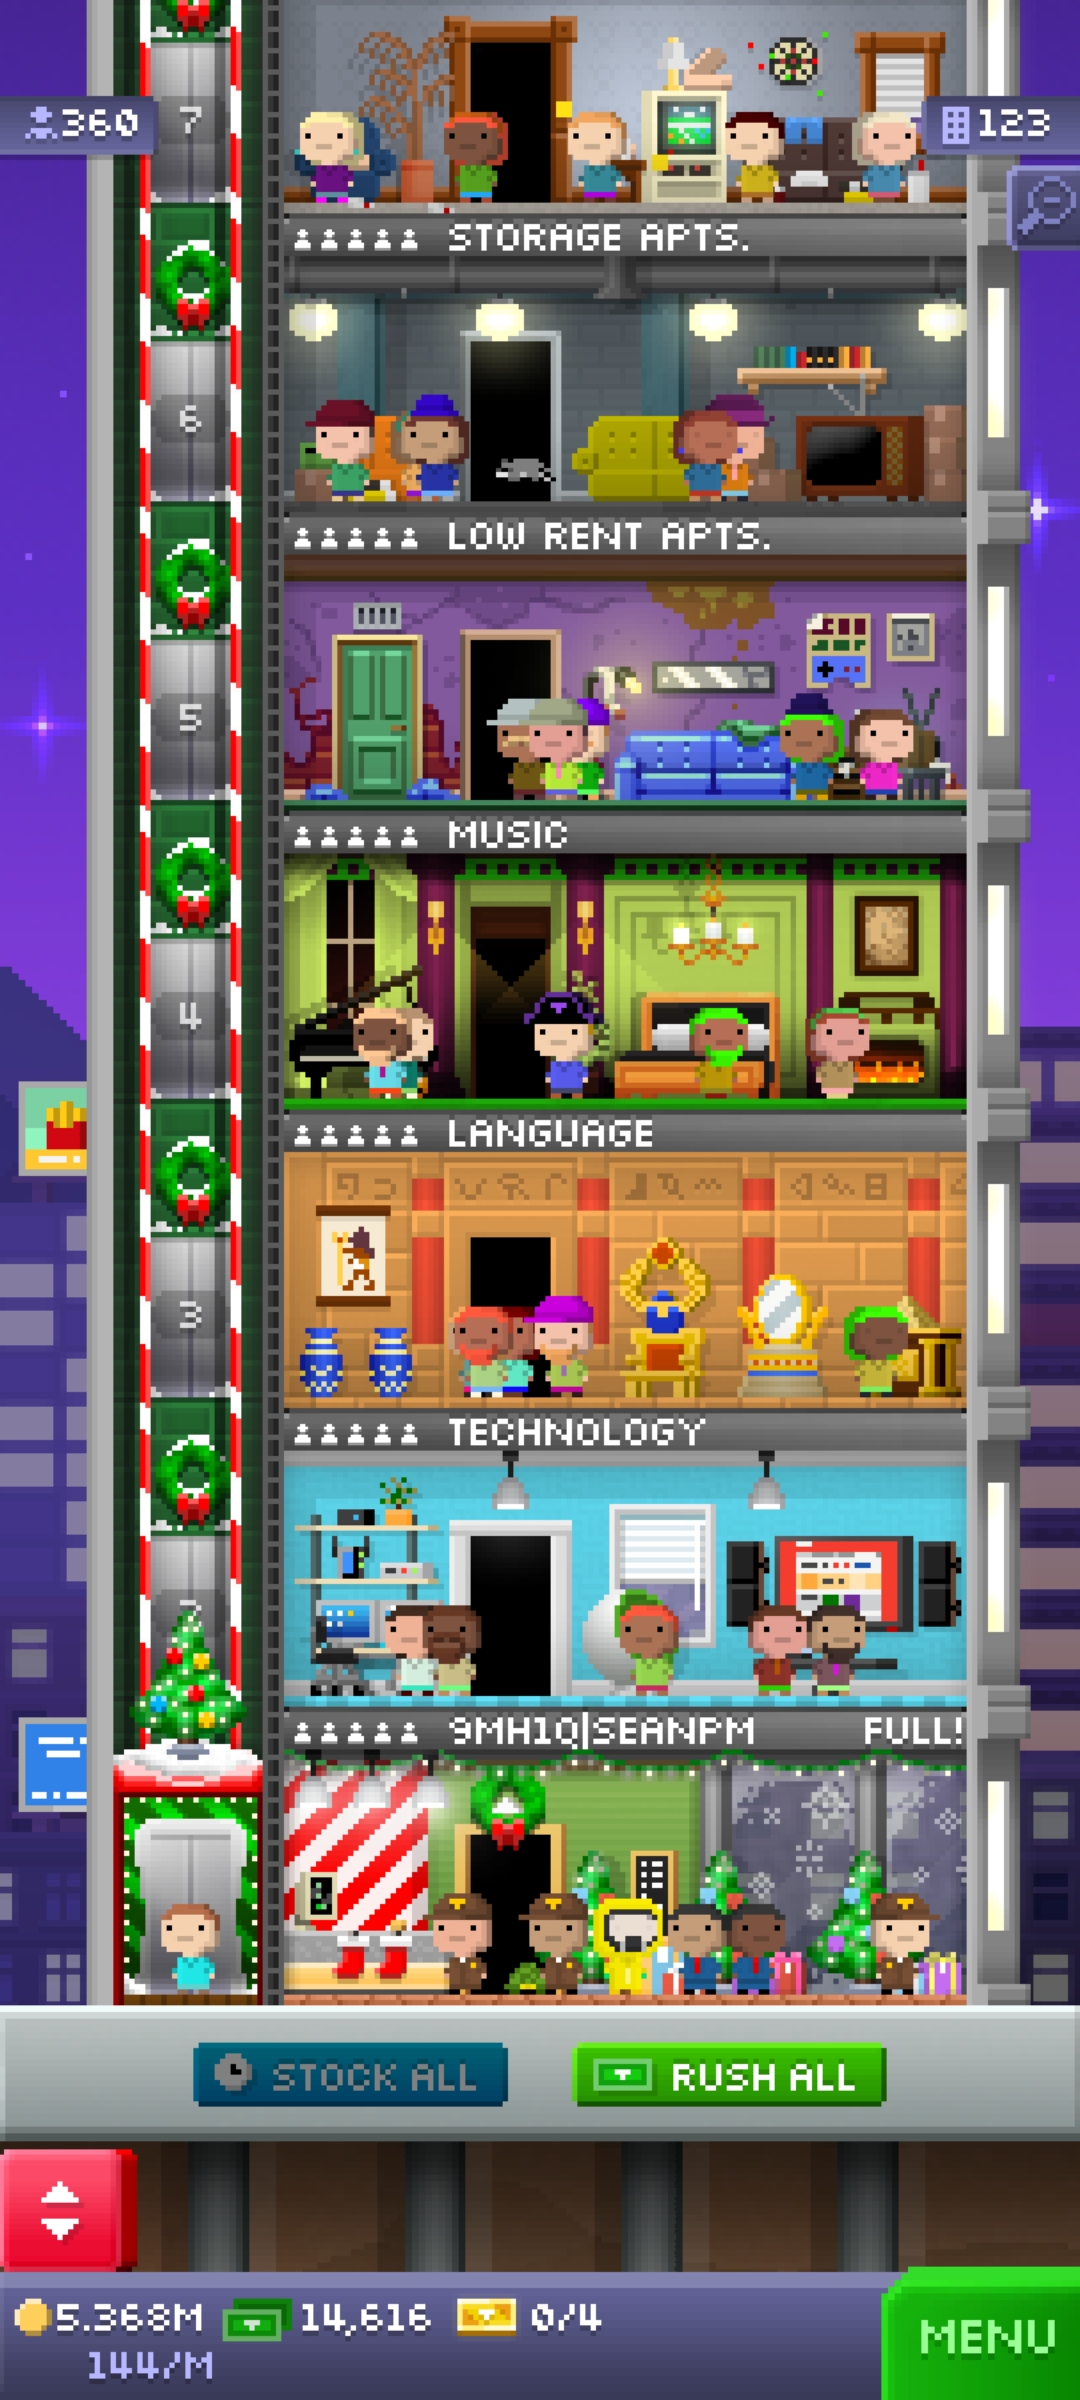 7
360
123
STORAGE APTS.
6
LOW RENT APTS.
5
MUSIC
4
LANGUAGE
3
TECHNOLOGY
9MH1Q|SEANPM FULL!
STOCK ALL
RUSH ALL
5.368M 14,616 0/4
144/M
MENU